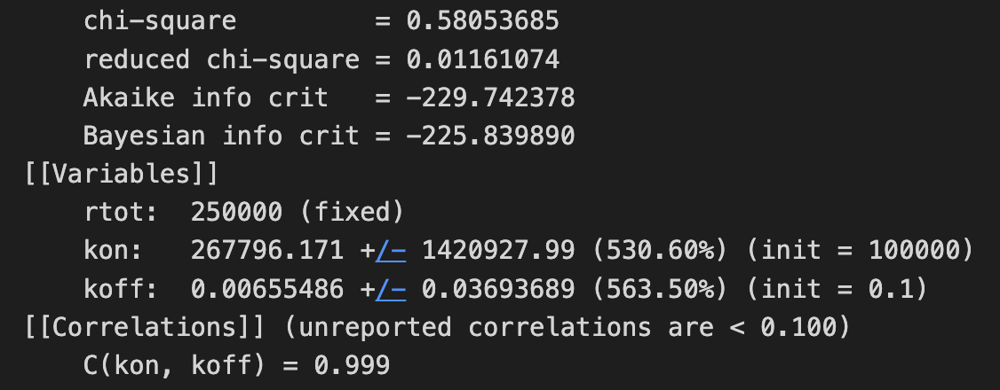 chi-square = 0.58053685
reduced chi-square = 0.01161074
Akaike info crit = -229.742378
Bayesian info crit = -225.839890
[[Variables]]
rtot: 250000 (fixed)
kon: 267796.171 +/- 1420927.99 (530.60%) (init = 100000)
koff: 0.00655486 +/- 0.03693689 (563.50%) (init = 0.1)
[[Correlations]] (unreported correlations are < 0.100)
C(kon, koff) = 0.999